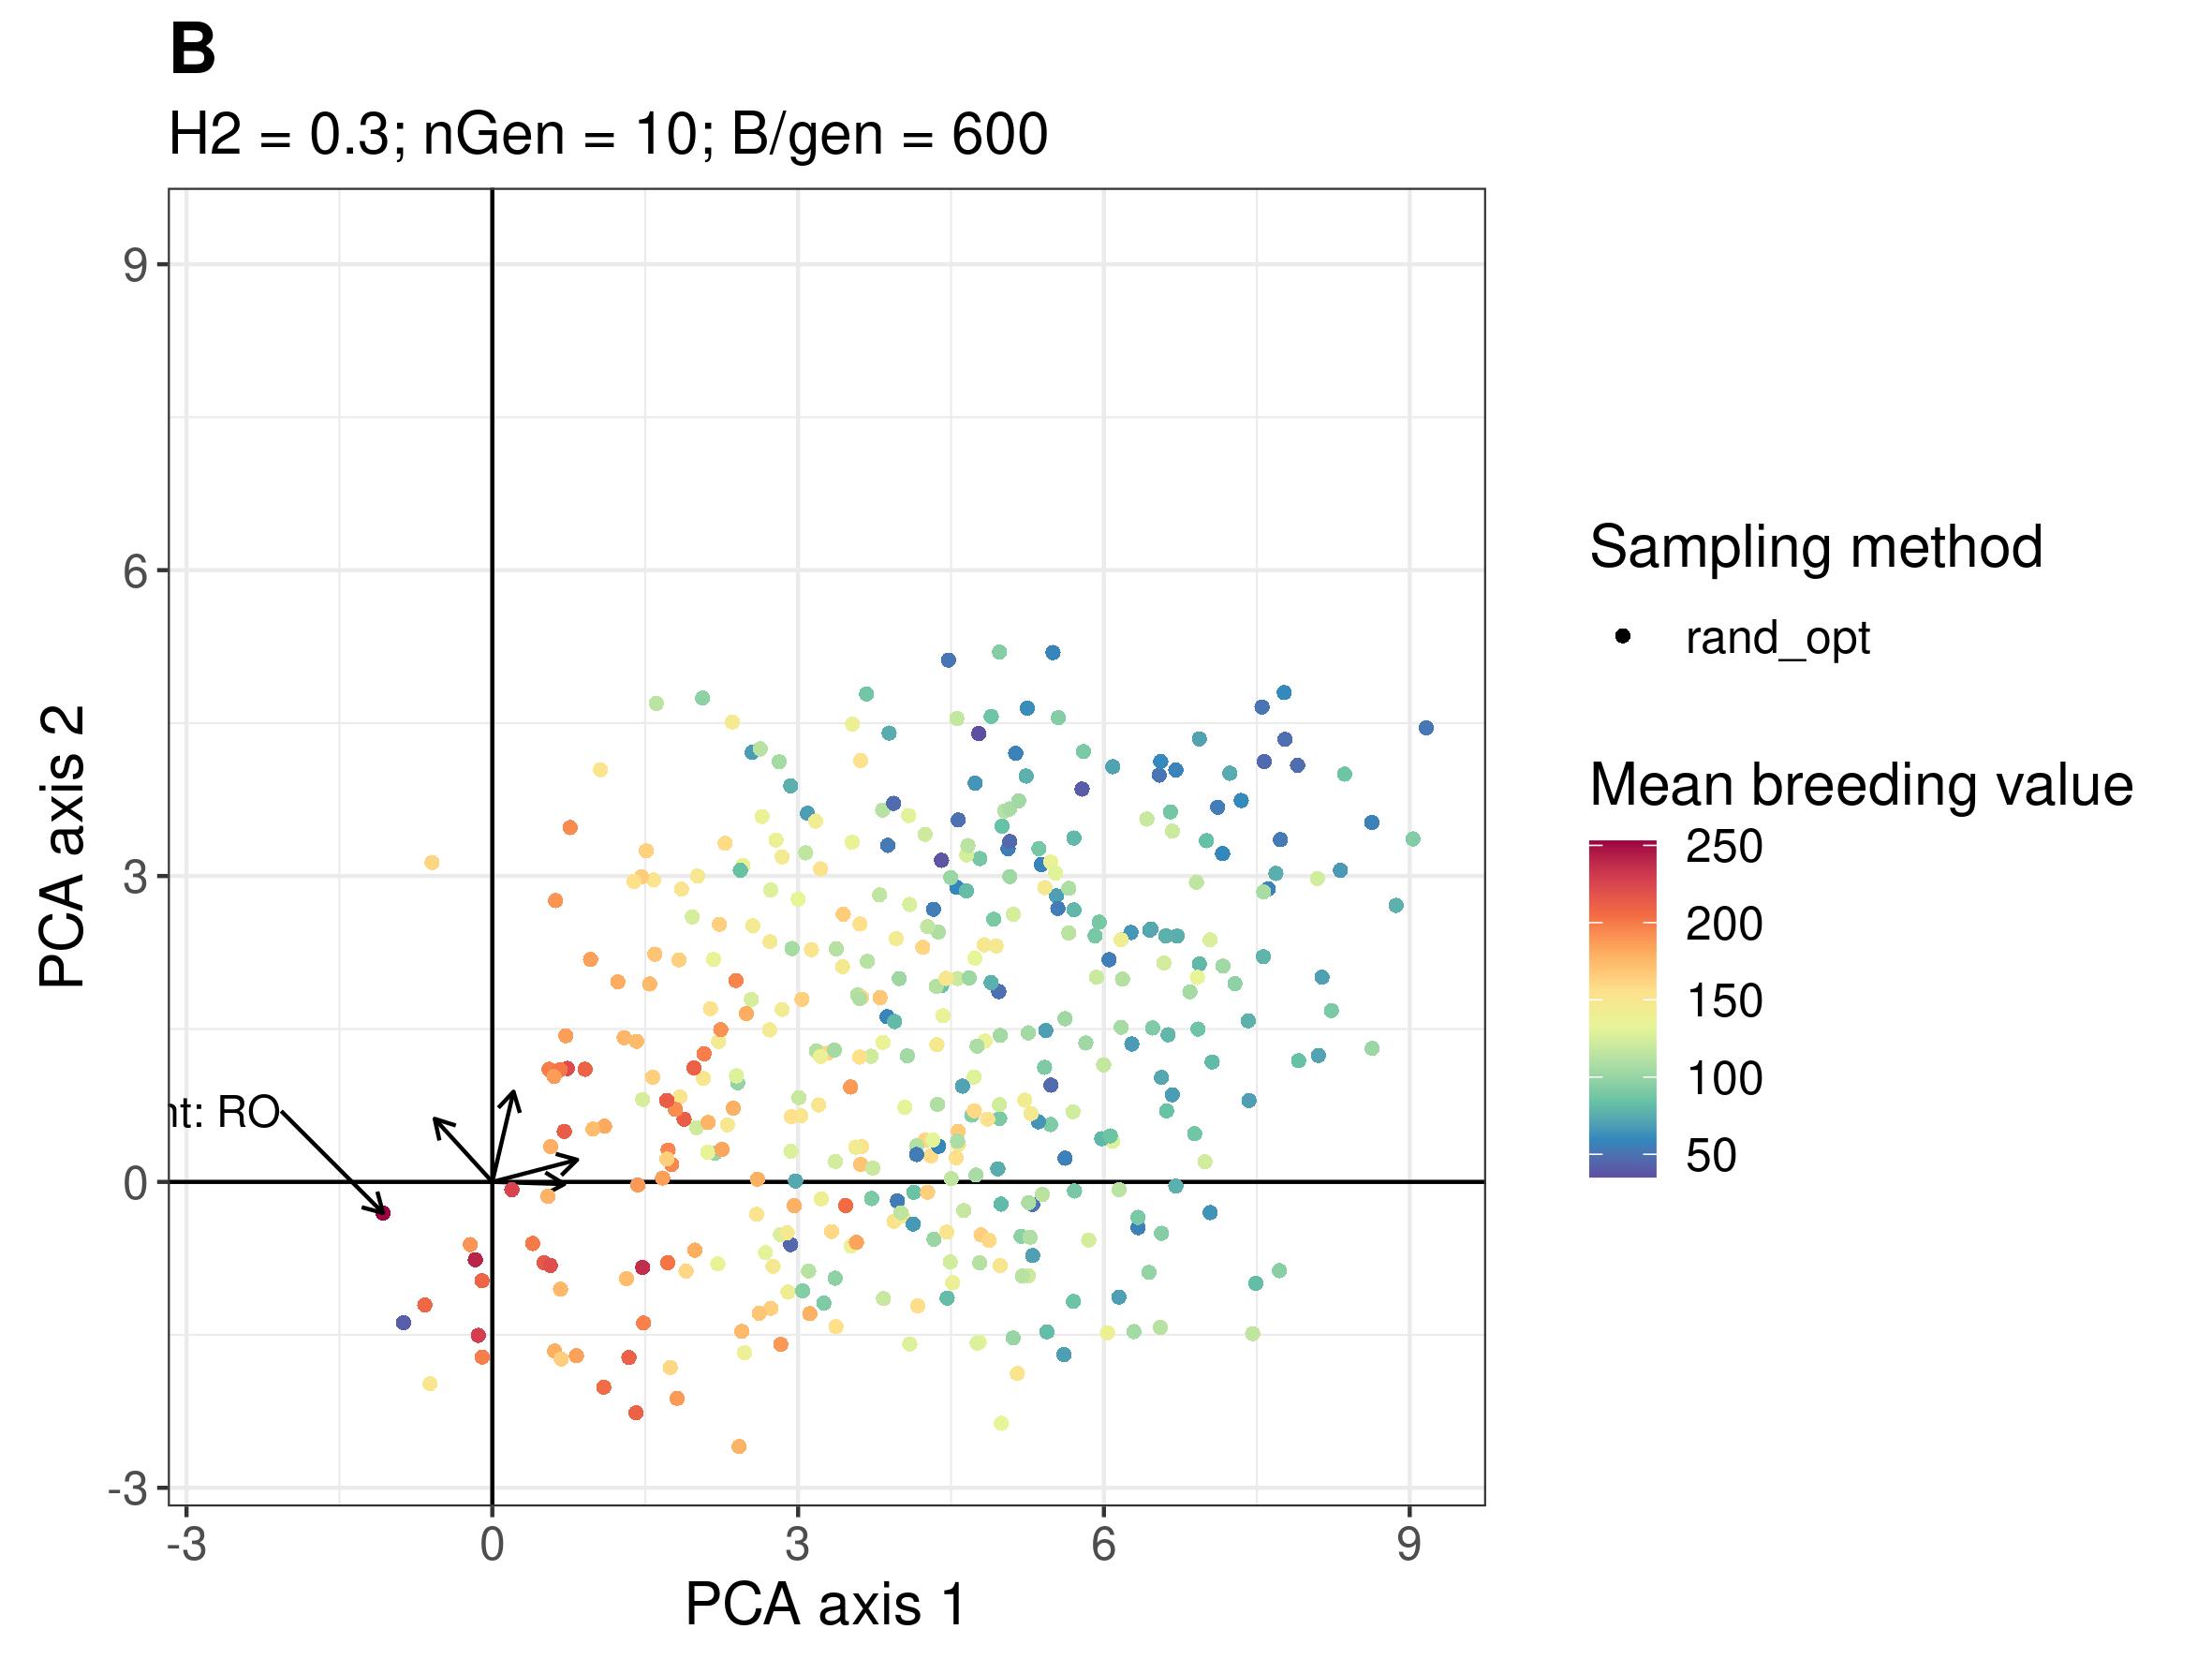 B
H2 = 0.3; nGen = 10; B/gen = 600
9
6
3
0
-3
PCA axis 2
nt: RO
-3
0
3
6
9
PCA axis 1
Sampling method
rand_opt
Mean breeding value
250
200
150
100
50